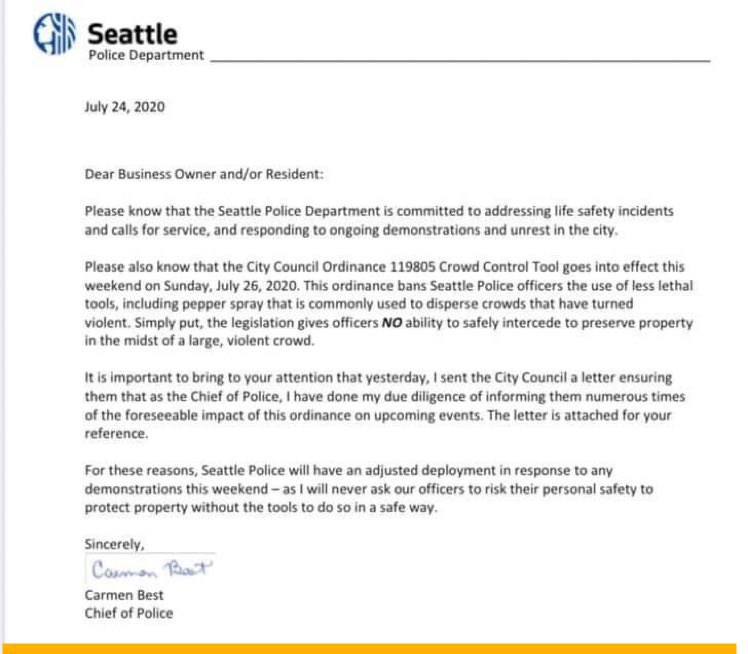 Seattle
Police Department
July 24, 2020
Dear Business Owner and/or Resident:
Please know that the Seattle Police Department is committed to addressing life safety incidents
and calls for service, and responding to ongoing demonstrations and unrest in the city.
Please also know that the City Council Ordinance 119805 Crowd Control Tool goes into effect this
weekend on Sunday, July 26, 2020. This ordinance bans Seattle Police officers the use of less lethal
tools, including pepper spray that is commonly used to disperse crowds that have turned
violent. Simply put, the legislation gives officers NO ability to safely intercede to preserve property
in the midst of a large, violent crowd.
It is important to bring to your attention that yesterday, I sent the City Council a letter ensuring
them that as the Chief of Police, I have done my due diligence of informing them numerous times
of the foreseeable impact of this ordinance on upcoming events. The letter is attached for your
reference.
For these reasons, Seattle Police will have an adjusted deployment in response to any
demonstrations this weekend – as I will never ask our officers to risk their personal safety to
protect property without the tools to do so in a safe way.
Sincerely,
Carmen Best
Carmen Best
Chief of Police